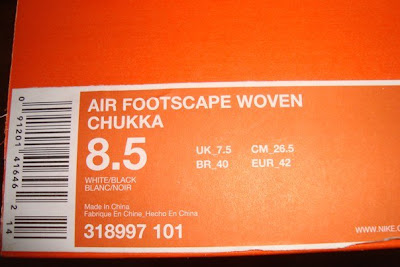 AIR FOOTSCAPE WOVEN
CHUKKA
8.5
UK_7.5 CM_26.5
BR_40 EUR_42
WHITE/BLACK
BLANC/NOIR
Made In China
Fabrique En Chine_Hecho En China
318997 101
WWW.NIKE.C
0 91201 41646 2 14